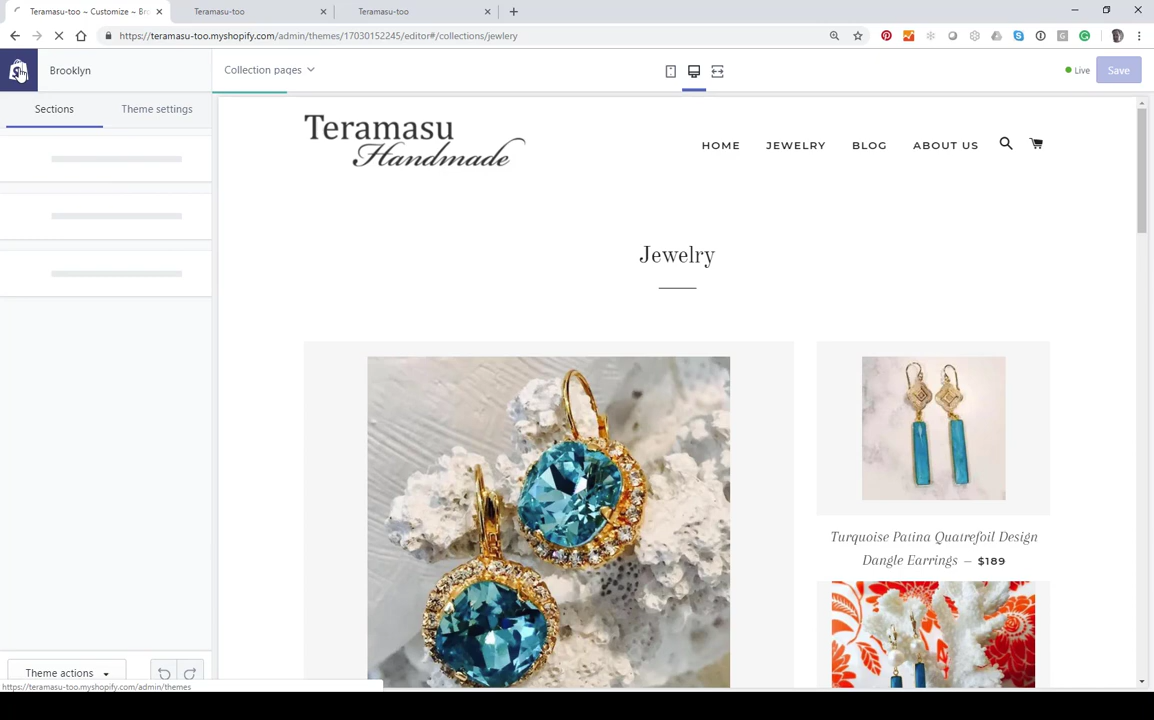 Teramasu-too ~ Customize ~ Br
Teramasu-too
Teramasu-too
https://teramasu-too.myshopify.com/admin/themes/17030152245/editor#/collections/jewlery
Brooklyn
Collection pages
Live
Save
Sections
Theme settings
Teramasu
Handmade
HOME
JEWELRY
BLOG
ABOUT US
Jewelry
Turquoise Patina Quatrefoil Design
Dangle Earrings — $189
Theme actions
https://teramasu-too.myshopify.com/admin/themes